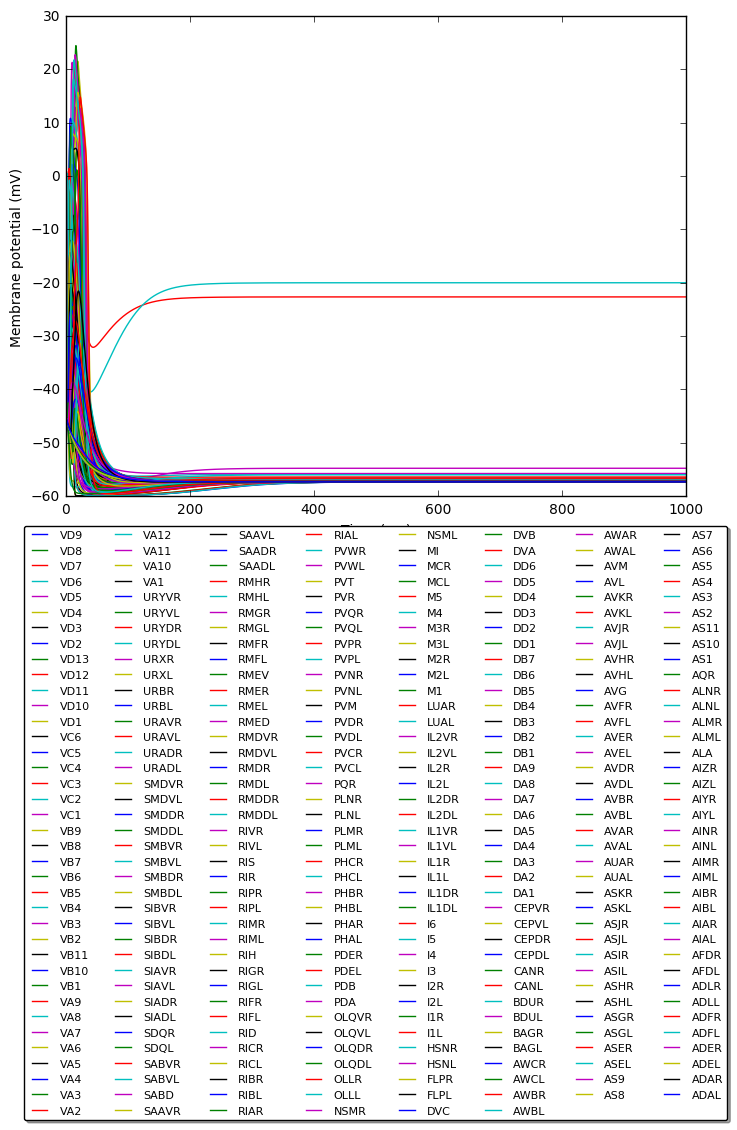 30
20
10
0
−10
−20
−30
−40
−50
−60
Membrane potential (mV)
0
200
400
600
800
1000
VD9
VD8
VD7
VD6
VD5
VD4
VD3
VD2
VD13
VD12
VD11
VD10
VD1
VC6
VC5
VC4
VC3
VC2
VC1
VB9
VB8
VB7
VB6
VB5
VB4
VB3
VB2
VB11
VB10
VB1
VA9
VA8
VA7
VA6
VA5
VA4
VA3
VA2
VA12
VA11
VA10
VA1
URYVR
URYVL
URYDR
URYDL
URXR
URXL
URBR
URBL
URAVR
URAVL
URADR
URADL
SMDVR
SMDVL
SMDDR
SMDDL
SMBVR
SMBVL
SMBDR
SMBDL
SIBVR
SIBVL
SIBDR
SIBDL
SIAVR
SIAVL
SIADR
SIADL
SDQR
SDQL
SABVR
SABVL
SABD
SAAVR
SAAVL
SAADR
SAADL
RMHR
RMHL
RMGR
RMGL
RMFR
RMFL
RMEV
RMER
RMEL
RMED
RMDVR
RMDVL
RMDR
RMDL
RMDDR
RMDDL
RIVR
RIVL
RIS
RIR
RIPR
RIPL
RIMR
RIML
RIH
RIGR
RIGL
RIFR
RIFL
RID
RICR
RICL
RIBR
RIBL
RIAR
RIAL
PVWR
PVWL
PVT
PVR
PVQR
PVQL
PVPR
PVPL
PVNR
PVNL
PVM
PVDR
PVDL
PVCR
PVCL
PQR
PLNR
PLNL
PLMR
PLML
PHCR
PHCL
PHBR
PHBL
PHAR
PHAL
PDER
PDEL
PDB
PDA
OLQVR
OLQVL
OLQDR
OLQDL
OLLR
OLLL
NSMR
NSML
MI
MCR
MCL
M5
M4
M3R
M3L
M2R
M2L
M1
LUAR
LUAL
IL2VR
IL2VL
IL2R
IL2L
IL2DR
IL2DL
IL1VR
IL1VL
IL1R
IL1L
IL1DR
IL1DL
I6
I5
I4
I3
I2R
I2L
I1R
I1L
HSNR
HSNL
FLPR
FLPL
DVC
DVB
DVA
DD6
DD5
DD4
DD3
DD2
DD1
DB7
DB6
DB5
DB4
DB3
DB2
DB1
DA9
DA8
DA7
DA6
DA5
DA4
DA3
DA2
DA1
CEPVR
CEPVL
CEPDR
CEPDL
CANR
CANL
BDUR
BDUL
BAGR
BAGL
AWCR
AWCL
AWBR
AWBL
AWAR
AWAL
AVM
AVL
AVKR
AVKL
AVJR
AVJL
AVHR
AVHL
AVG
AVFR
AVFL
AVER
AVEL
AVDR
AVDL
AVBR
AVBL
AVAR
AVAL
AUAR
AUAL
ASKR
ASKL
ASJR
ASJL
ASIR
ASIL
ASHR
ASHL
ASGR
ASGL
ASER
ASEL
AS9
AS8
AS7
AS6
AS5
AS4
AS3
AS2
AS11
AS10
AS1
AQR
ALNR
ALNL
ALMR
ALML
ALA
AIZR
AIZL
AIYR
AIYL
AINR
AINL
AIMR
AIML
AIBR
AIBL
AIAR
AIAL
AFDR
AFDL
ADLR
ADLL
ADFR
ADFL
ADER
ADEL
ADAR
ADAL